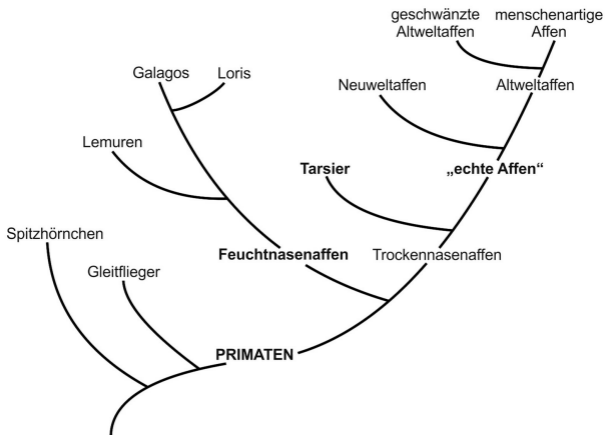 geschwänzte
Altweltaffen
menschenartige
Affen
Galagos
Loris
Neuweltaffen
Altweltaffen
Lemuren
Tarsier
„echte Affen“
Spitzhörnchen
Gleitflieger
Feuchtnasenaffen
Trockennasenaffen
PRIMATEN